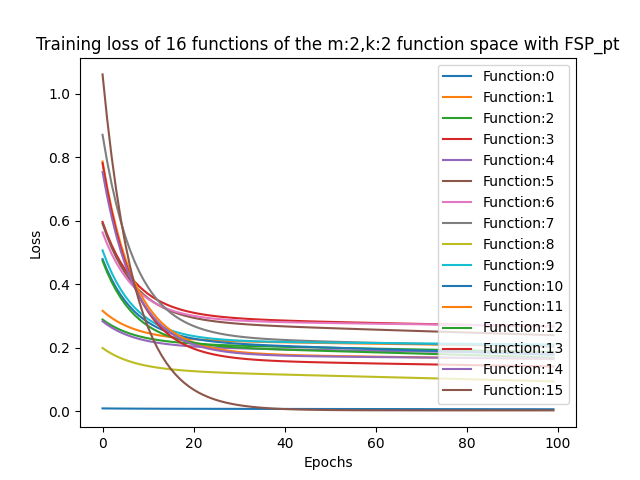 Training loss of 16 functions of the m:2,k:2 function space with FSP_pt
Function:0
Function:1
Function:2
Function:3
Function:4
Function:5
Function:6
Function:7
Function:8
Function:9
Function:10
Function:11
Function:12
Function:13
Function:14
Function:15
1.0
0.8
0.6
0.4
0.2
0.0
Loss
0 20 40 60 80 100
Epochs